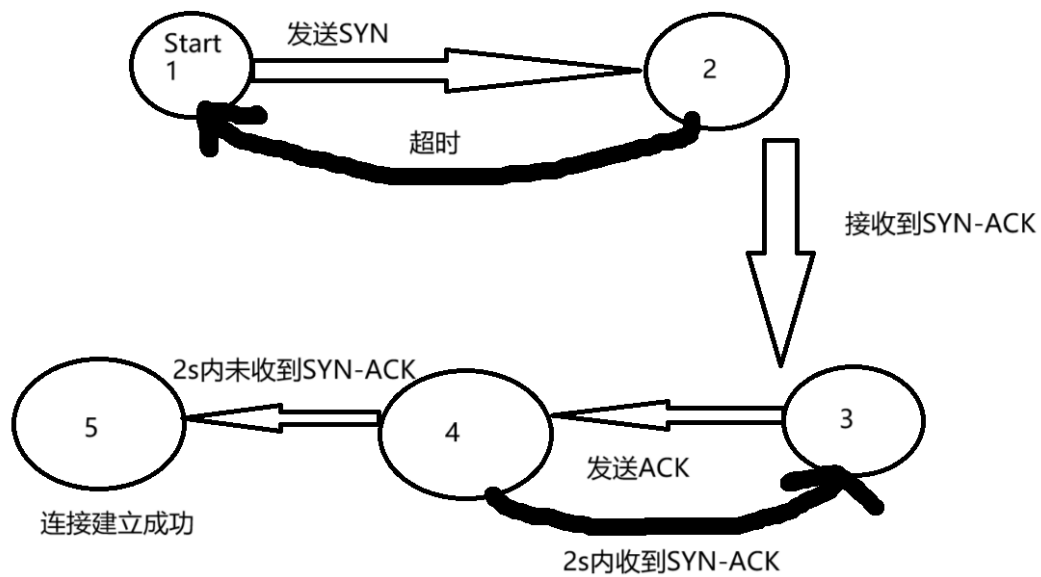 Start
1
发送SYN
2
超时
接收到SYN-ACK
2s内未收到SYN-ACK
5
4
3
发送ACK
连接建立成功
2s内收到SYN-ACK